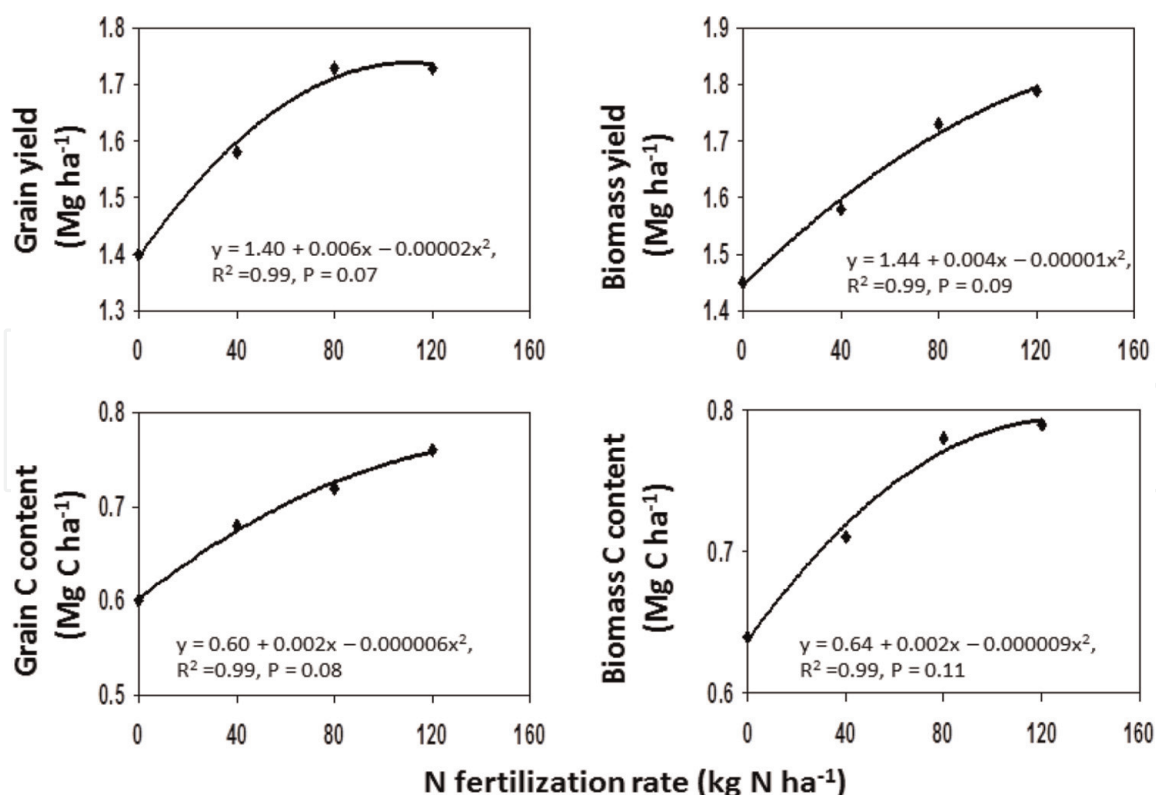 Grain yield
(Mg ha⁻¹)
1.8
1.7
1.6
1.5
1.4
1.3
y = 1.40 + 0.006x – 0.00002x²,
R² =0.99, P = 0.07
0 40 80 120 160
Biomass yield
(Mg ha⁻¹)
1.9
1.8
1.7
1.6
1.5
1.4
y = 1.44 + 0.004x – 0.00001x²,
R² =0.99, P = 0.09
0 40 80 120 160
Grain C content
(Mg C ha⁻¹)
0.8
0.7
0.6
0.5
y = 0.60 + 0.002x – 0.000006x²,
R² =0.99, P = 0.08
0 40 80 120 160
Biomass C content
(Mg C ha⁻¹)
0.8
0.7
0.6
y = 0.64 + 0.002x – 0.000009x²,
R² =0.99, P = 0.11
0 40 80 120 160
N fertilization rate (kg N ha⁻¹)